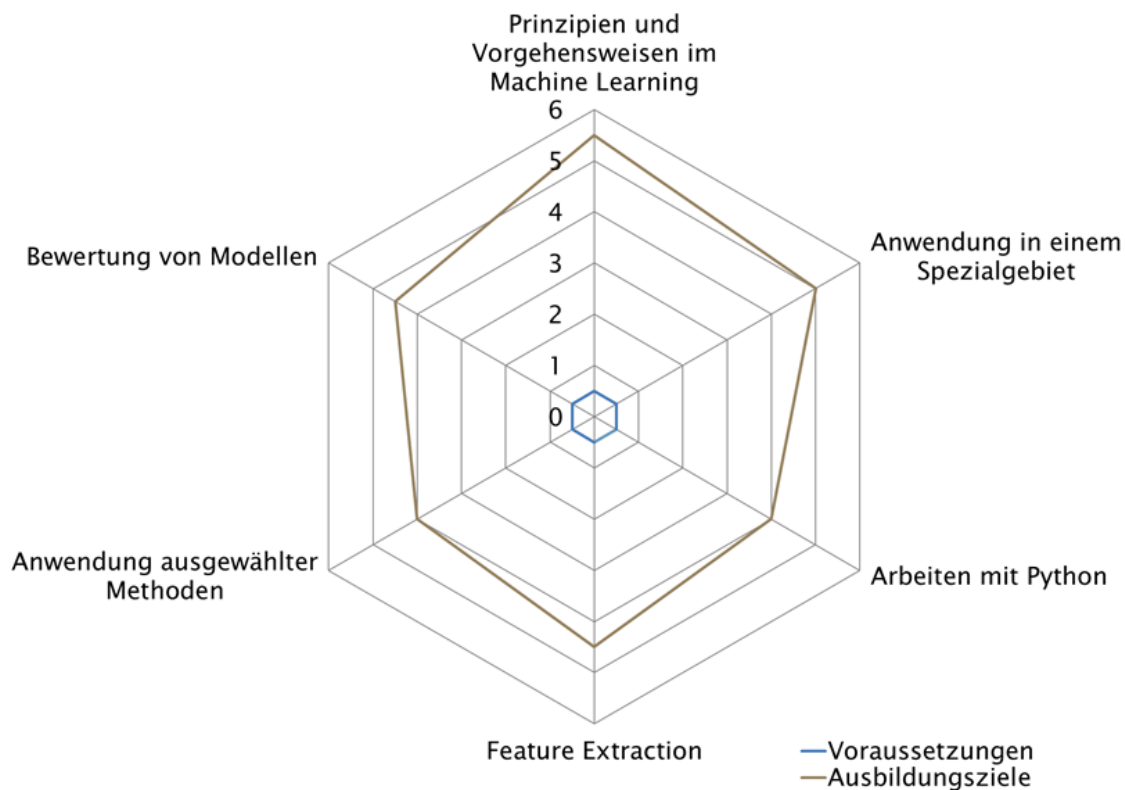 Prinzipien und
Vorgehensweisen im
Machine Learning
6
5
4
3
2
1
0
Bewertung von Modellen
Anwendung in einem
Spezialgebiet
Anwendung ausgewählter
Methoden
Arbeiten mit Python
Feature Extraction
Voraussetzungen
Ausbildungsziele